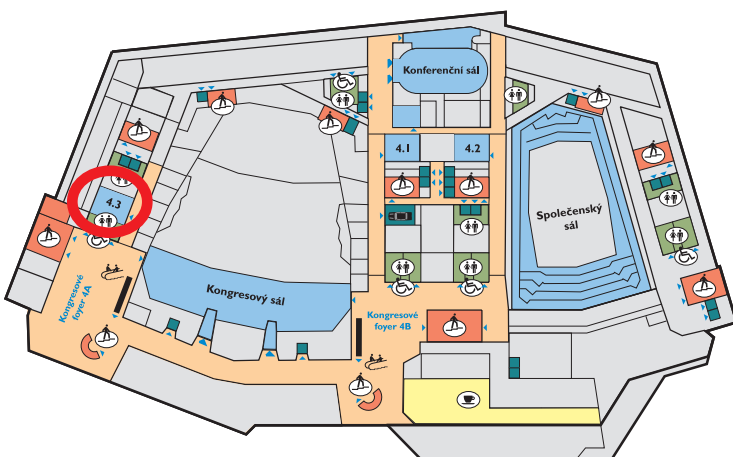 Konferenční sál
4.1
4.2
4.3
Společenský
sál
Kongresový sál
Kongresové
foyer 4A
Kongresové
foyer 4B